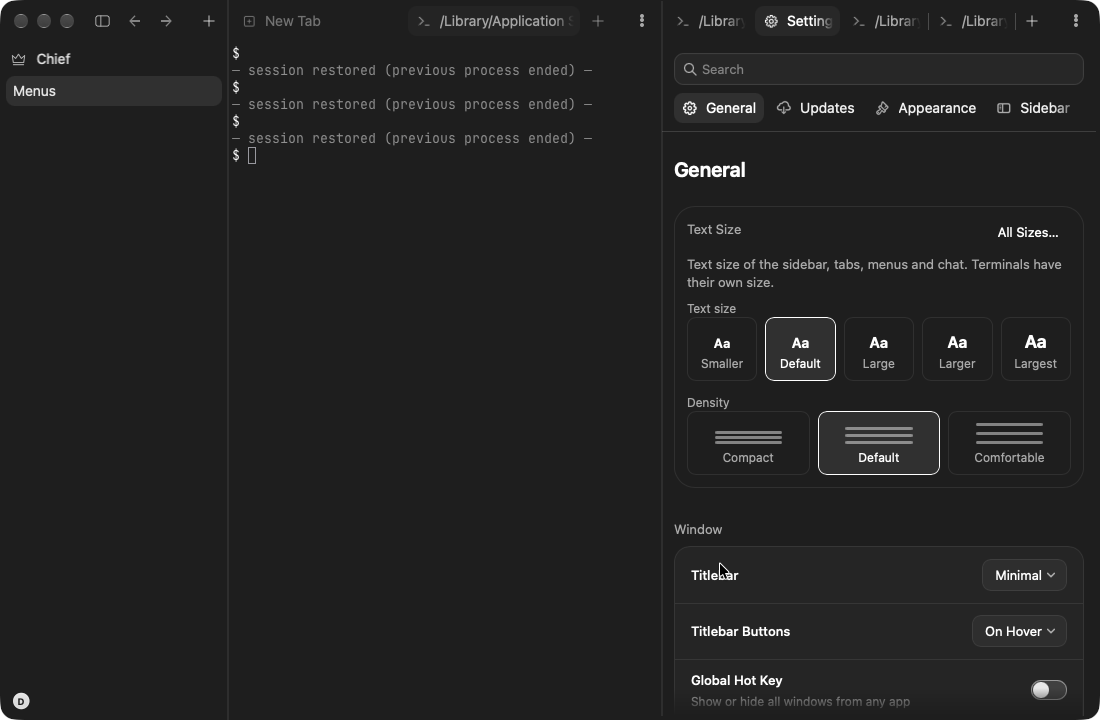 New Tab
/Library/Application
/Librar
Setting
/Librar
/Librar
Chief
Menus
$
— session restored (previous process ended) —
$
— session restored (previous process ended) —
$
— session restored (previous process ended) —
$
Search
General
Updates
Appearance
Sidebar
General
Text Size
All Sizes...
Text size of the sidebar, tabs, menus and chat. Terminals have
their own size.
Text size
Aa Aa Aa Aa Aa
Smaller Default Large Larger Largest
Density
Compact Default Comfortable
Window
Titlebar
Minimal
Titlebar Buttons
On Hover
Global Hot Key
Show or hide all windows from any app
D